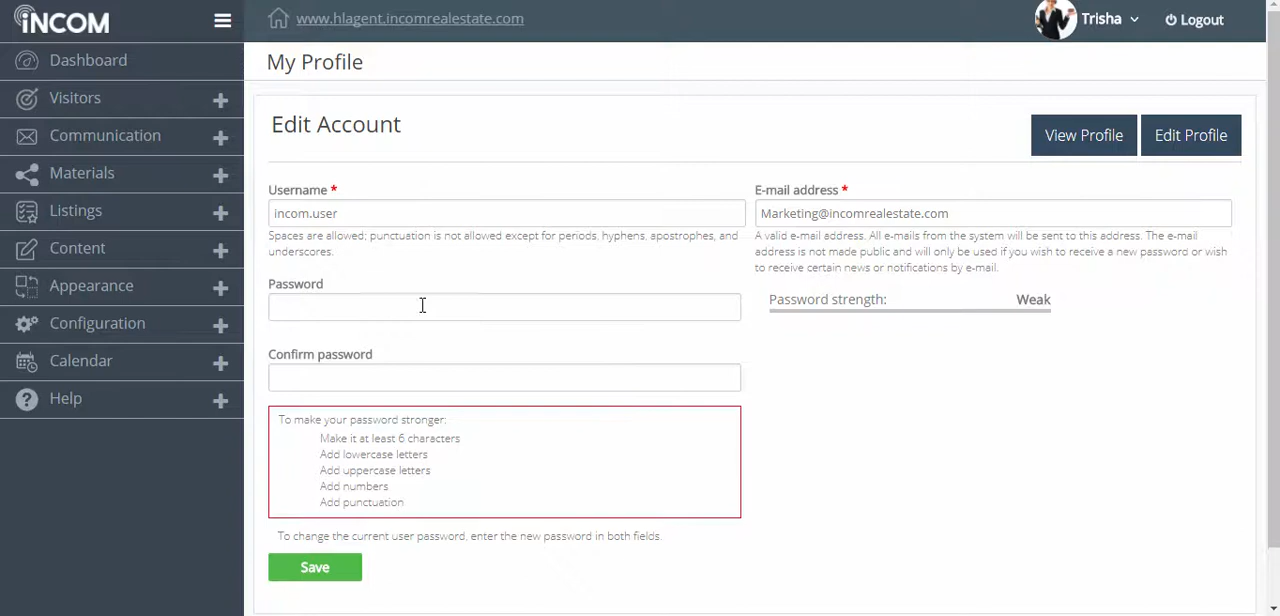 iNCOM
www.hlagent.incomrealestate.com
Trisha
Logout
Dashboard
Visitors
Communication
Materials
Listings
Content
Appearance
Configuration
Calendar
Help
My Profile
Edit Account
View Profile
Edit Profile
Username *
incom.user
Spaces are allowed; punctuation is not allowed except for periods, hyphens, apostrophes, and
underscores.
E-mail address *
Marketing@incomrealestate.com
A valid e-mail address. All e-mails from the system will be sent to this address. The e-mail
address is not made public and will only be used if you wish to receive a new password or wish
to receive certain news or notifications by e-mail.
Password
Password strength: Weak
Confirm password
To make your password stronger:
Make it at least 6 characters
Add lowercase letters
Add uppercase letters
Add numbers
Add punctuation
To change the current user password, enter the new password in both fields.
Save